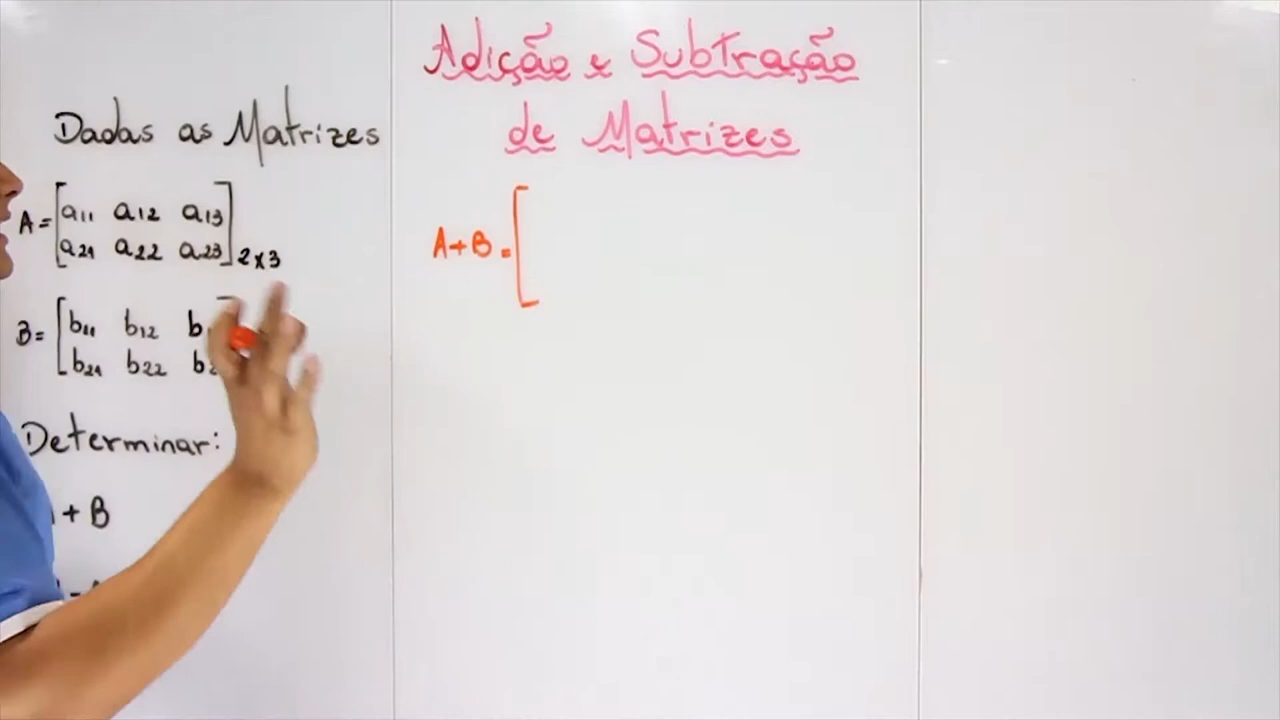 Adição e Subtração
de Matrizes
Dadas as Matrizes
A = [a11 a12 a13
a21 a22 a23] 2x3
B = [b11 b12 b
b21 b22 b
Determinar:
+ B
A+B = [